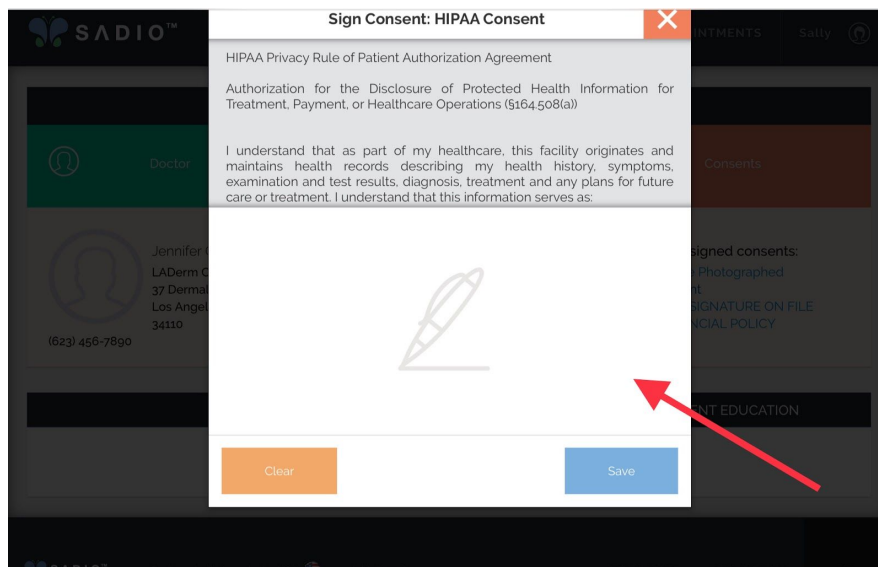 SADIO™
Sign Consent: HIPAA Consent
INTMENTS
Sally
HIPAA Privacy Rule of Patient Authorization Agreement
Authorization for the Disclosure of Protected Health Information for
Treatment, Payment, or Healthcare Operations (§164.508(a))
I understand that as part of my healthcare, this facility originates and
maintains health records describing my health history, symptoms,
examination and test results, diagnosis, treatment and any plans for future
care or treatment. I understand that this information serves as:
Doctor
Consents
Jennifer
LADerm
37 Dermal
Los Angel
34110
(623) 456-7890
signed consents:
Photographed
nt
SIGNATURE ON FILE
NCIAL POLICY
ENT EDUCATION
Clear
Save